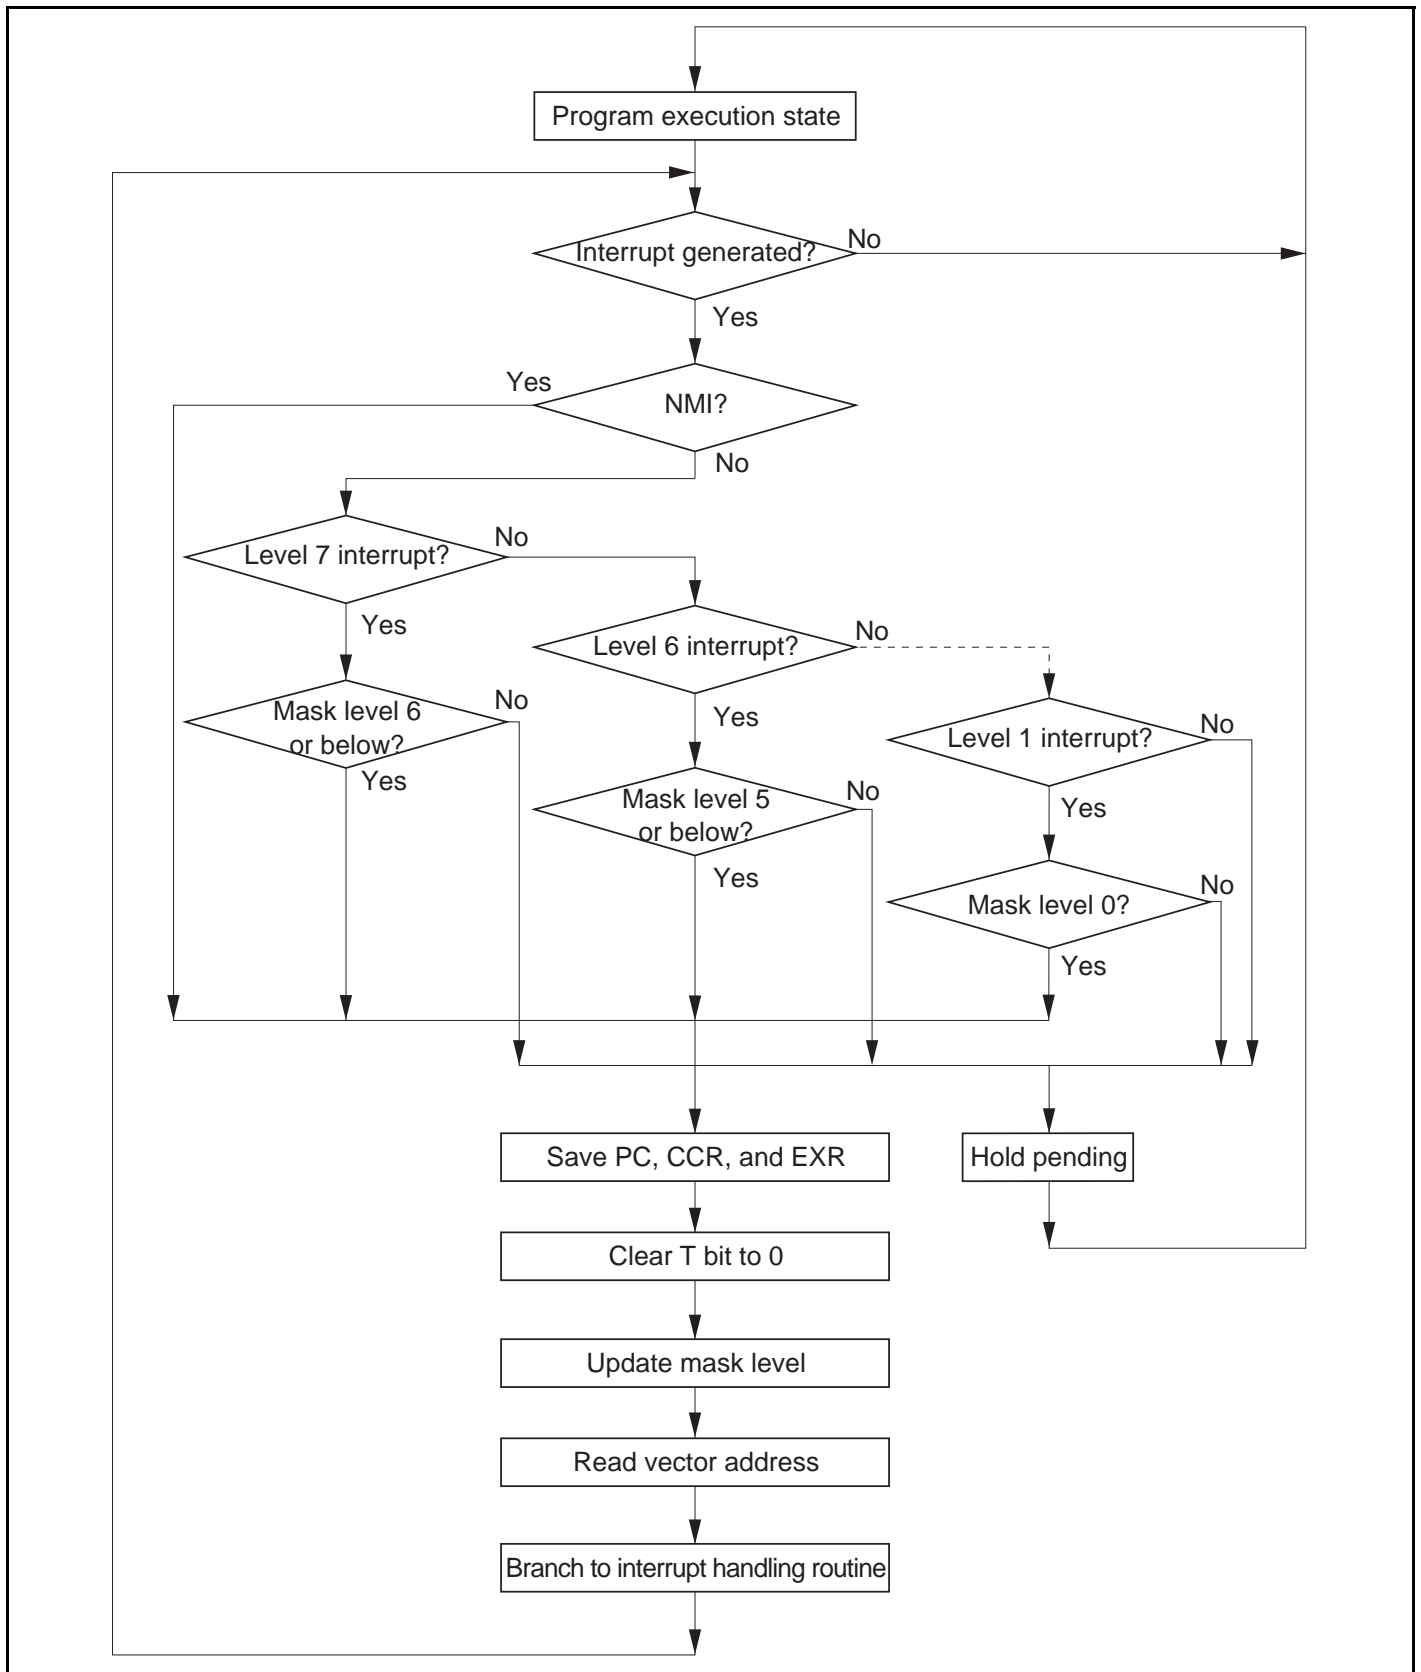 Program execution state
Interrupt generated?
No
Yes
Yes
NMI?
No
Level 7 interrupt?
No
Yes
Level 6 interrupt?
No
Mask level 6
or below?
No
Yes
Level 1 interrupt?
No
Yes
Mask level 5
or below?
No
Yes
Yes
Mask level 0?
No
Yes
Save PC, CCR, and EXR
Hold pending
Clear T bit to 0
Update mask level
Read vector address
Branch to interrupt handling routine